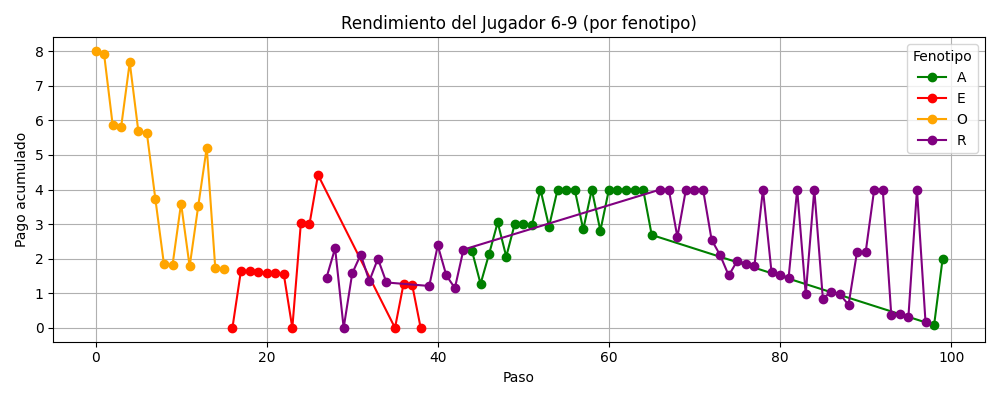 Rendimiento del Jugador 6-9 (por fenotipo)
Pago acumulado
8
7
6
5
4
3
2
1
0
Fenotipo
A
E
O
R
0 20 40 60 80 100
Paso